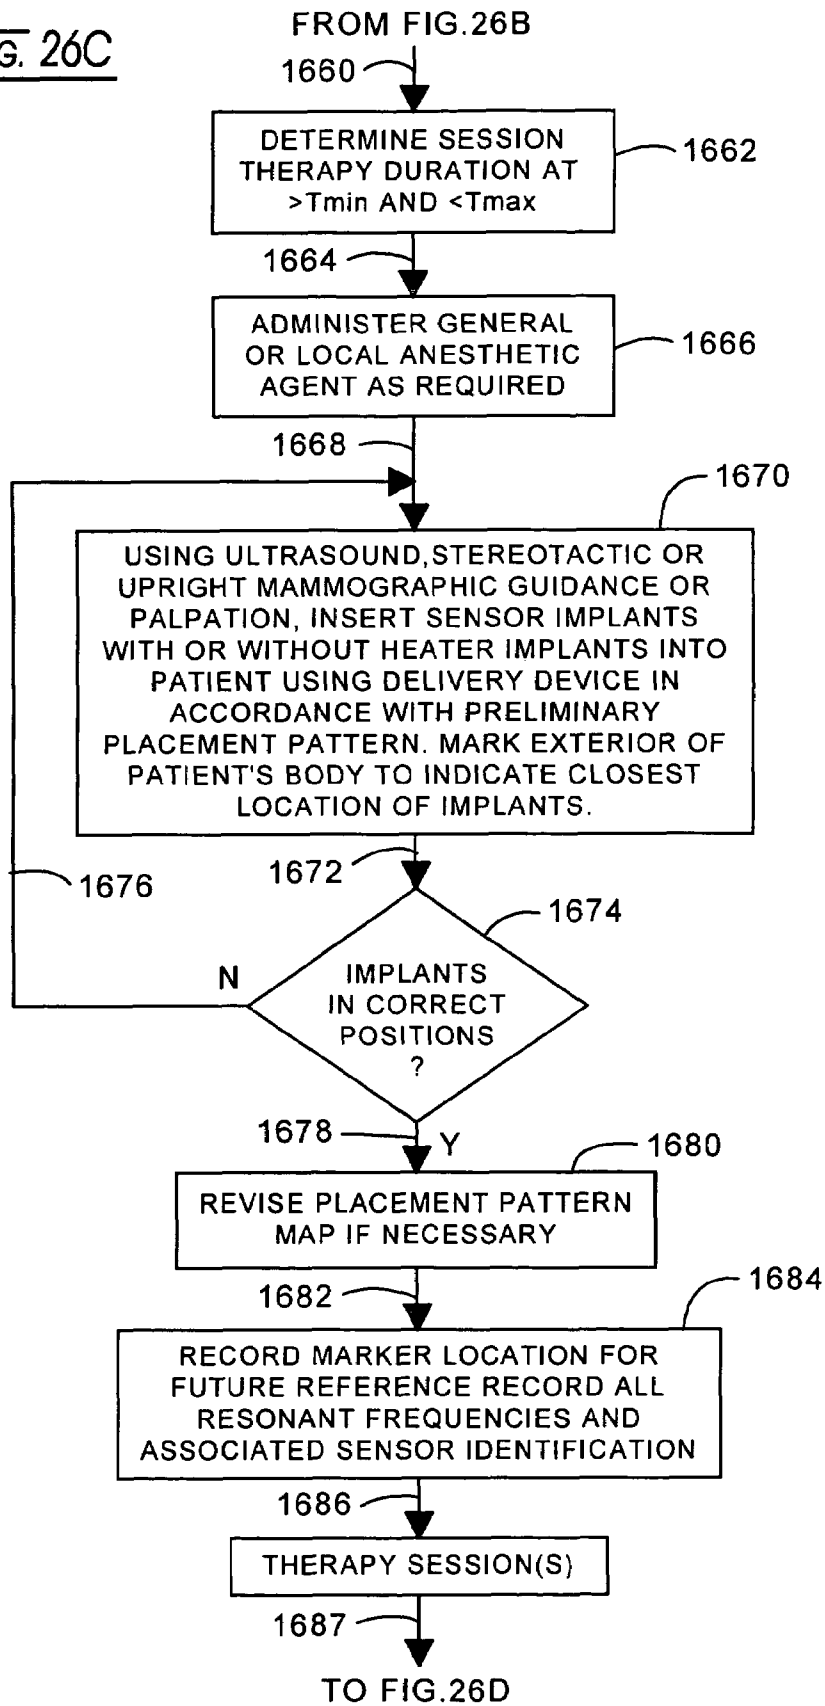 FROM FIG.26B
G. 26C
1660
DETERMINE SESSION
THERAPY DURATION AT
>Tmin AND <Tmax
1662
1664
ADMINISTER GENERAL
OR LOCAL ANESTHETIC
AGENT AS REQUIRED
1666
1668
1670
USING ULTRASOUND,STEREOTACTIC OR
UPRIGHT MAMMOGRAPHIC GUIDANCE OR
PALPATION, INSERT SENSOR IMPLANTS
WITH OR WITHOUT HEATER IMPLANTS INTO
PATIENT USING DELIVERY DEVICE IN
ACCORDANCE WITH PRELIMINARY
PLACEMENT PATTERN. MARK EXTERIOR OF
PATIENT'S BODY TO INDICATE CLOSEST
LOCATION OF IMPLANTS.
1672
1676
1674
N
IMPLANTS
IN CORRECT
POSITIONS
?
1678
Y
1680
REVISE PLACEMENT PATTERN
MAP IF NECESSARY
1682
1684
RECORD MARKER LOCATION FOR
FUTURE REFERENCE RECORD ALL
RESONANT FREQUENCIES AND
ASSOCIATED SENSOR IDENTIFICATION
1686
THERAPY SESSION(S)
1687
TO FIG.26D